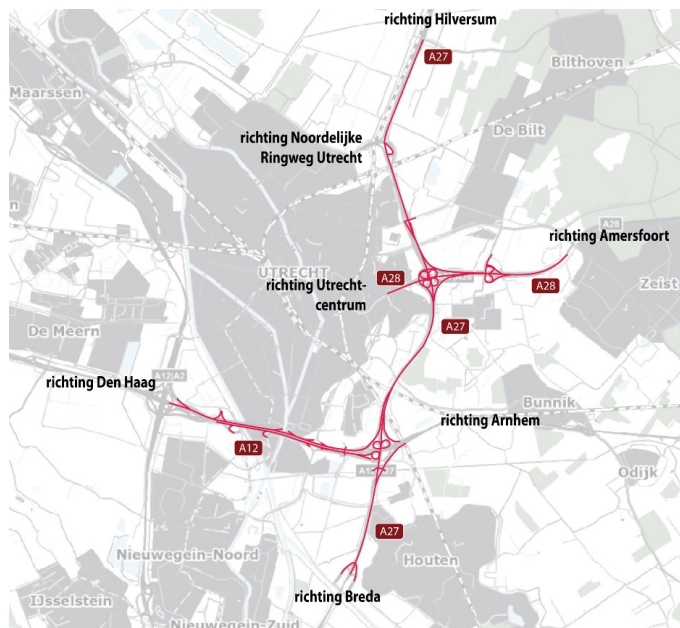 richting Hilversum
A27
Bilthoven
Maarssen
De Bilt
richting Noordelijke
Ringweg Utrecht
A28
richting Amersfoort
UTRECHT
A28
richting Utrecht-
centrum
A28
Zeist
A27
De Meern
A12|A2
richting Den Haag
Bunnik
richting Arnhem
A12
Odijk
A27
Houten
Nieuwegein-Noord
richting Breda
IJsselstein
Nieuwegein-Zuid